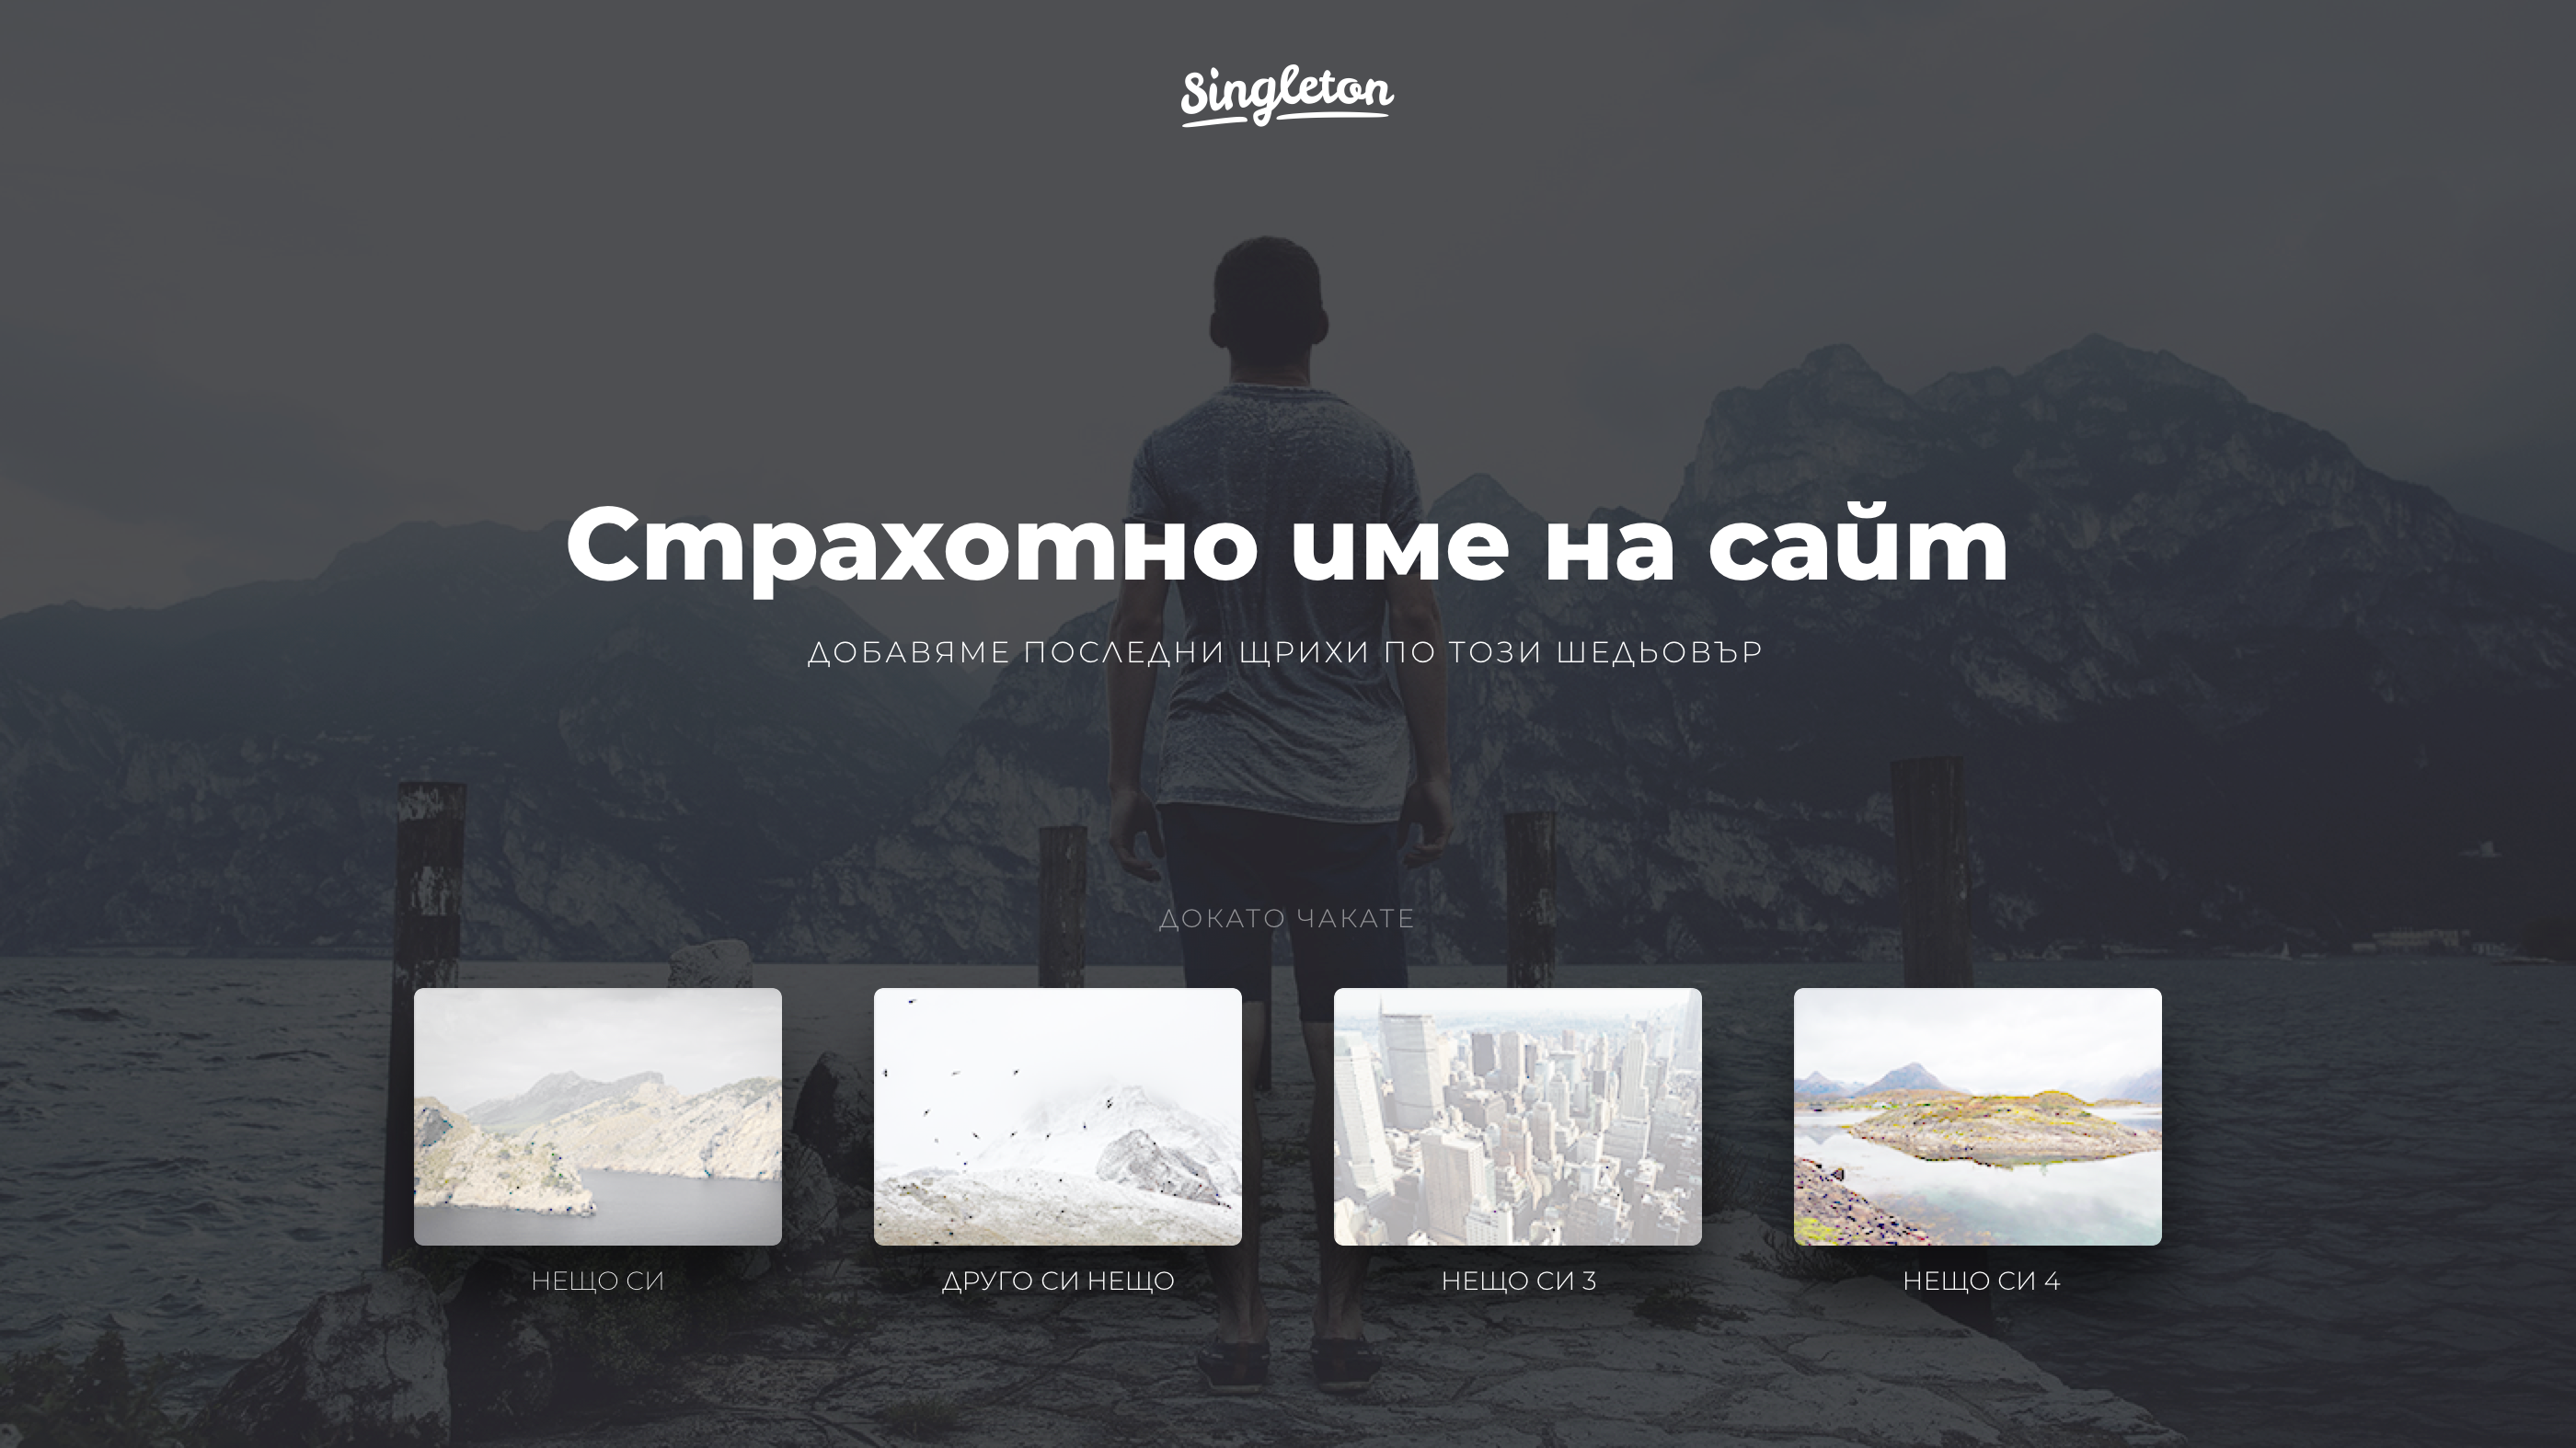 Singleton
Страхотно име на сайт
ДОБАВЯМЕ ПОСЛЕДНИ ЩРИХИ ПО ТОЗИ ШЕДЬОВЪР
ДОКАТО ЧАКАТЕ
НЕЩО СИ
ДРУГО СИ НЕЩО
НЕЩО СИ 3
НЕЩО СИ 4